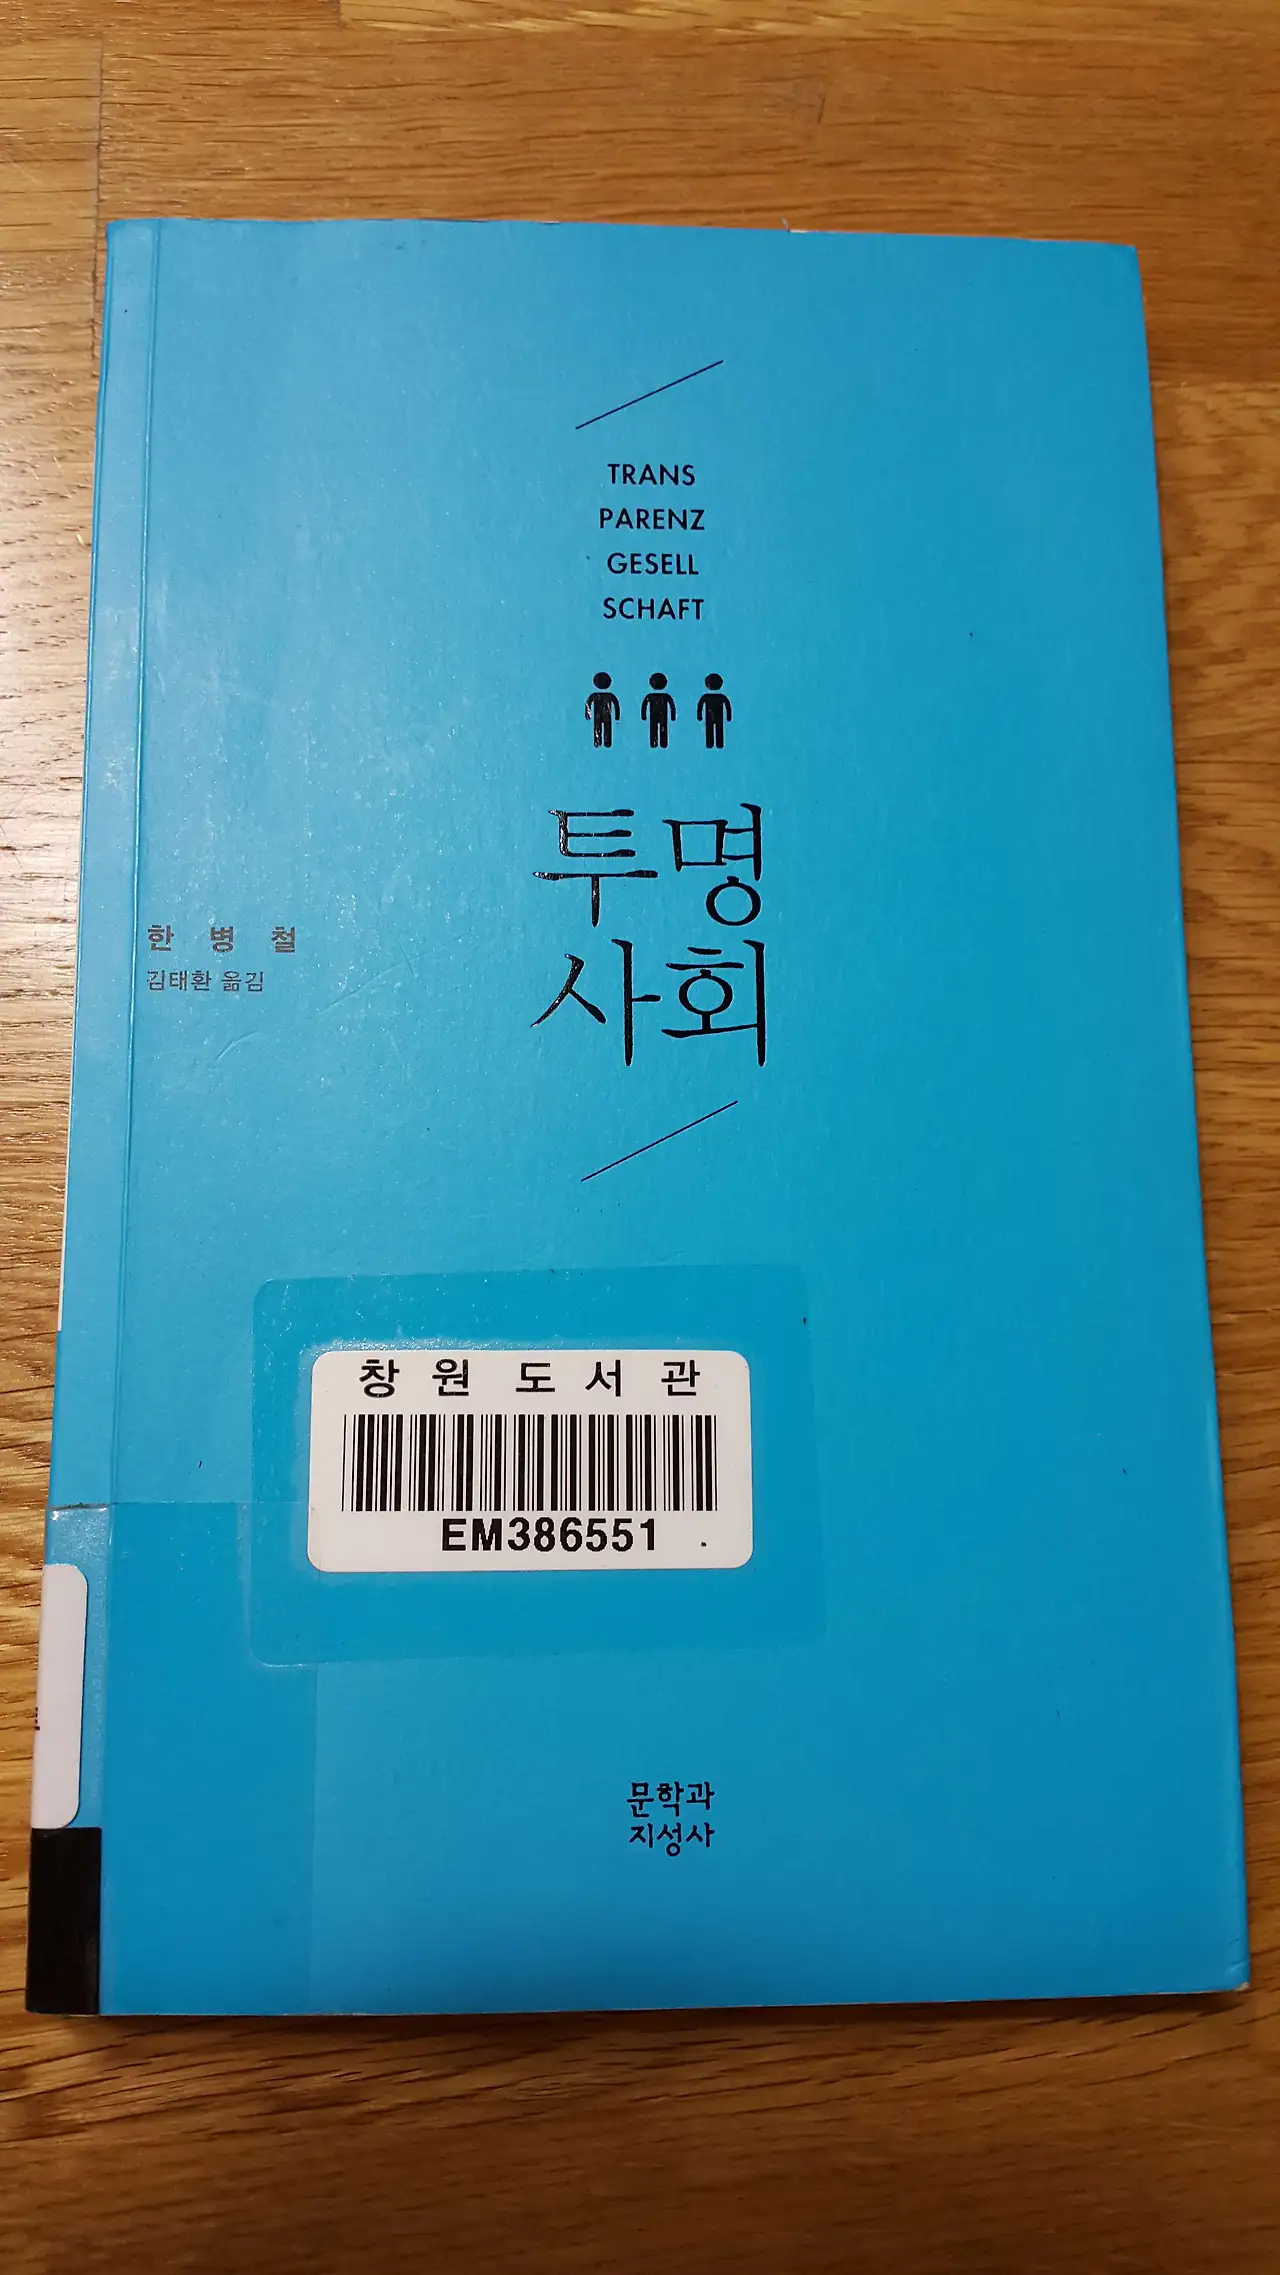 TRANS
PARENZ
GESELL
SCHAFT
투명
사회
한 병 철
김태환 옮김
창 원 도 서 관
EM386551
문학과
지성사